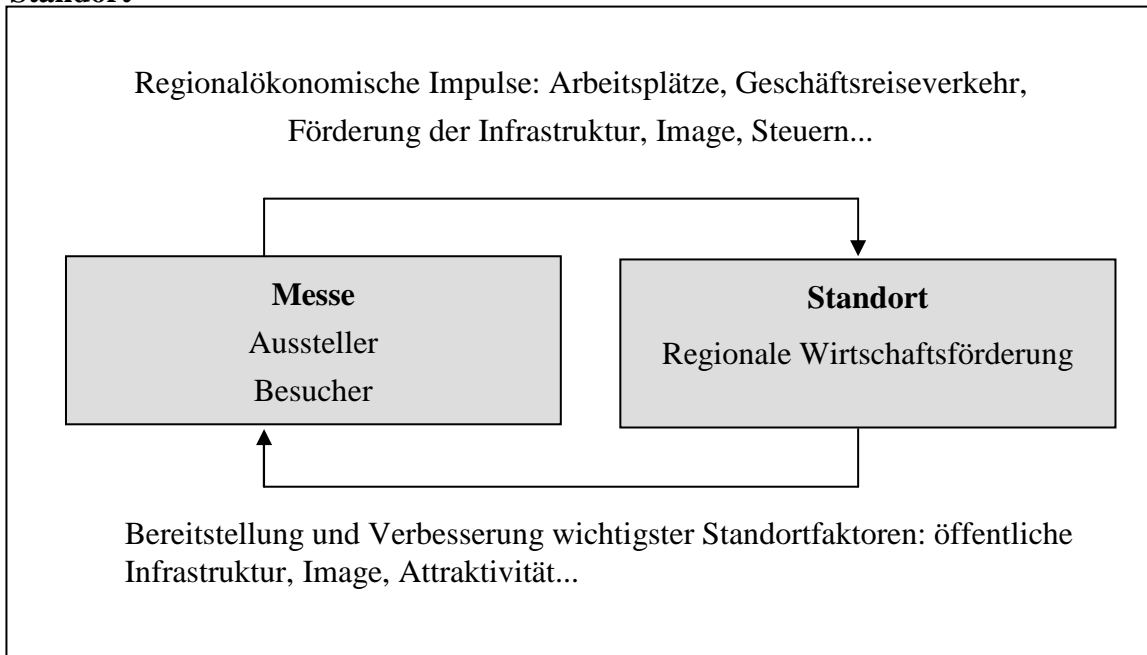 Standort
Regionalökonomische Impulse: Arbeitsplätze, Geschäftsreiseverkehr,
Förderung der Infrastruktur, Image, Steuern...
Messe
Aussteller
Besucher
Standort
Regionale Wirtschaftsförderung
Bereitstellung und Verbesserung wichtigster Standortfaktoren: öffentliche
Infrastruktur, Image, Attraktivität...